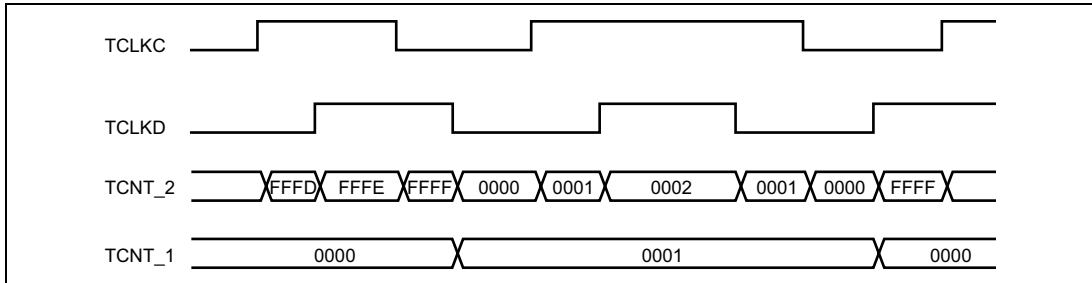 TCLKC
TCLKD
TCNT_2 FFFD FFFE FFFF 0000 0001 0002 0001 0000 FFFF
TCNT_1 0000 0001 0000